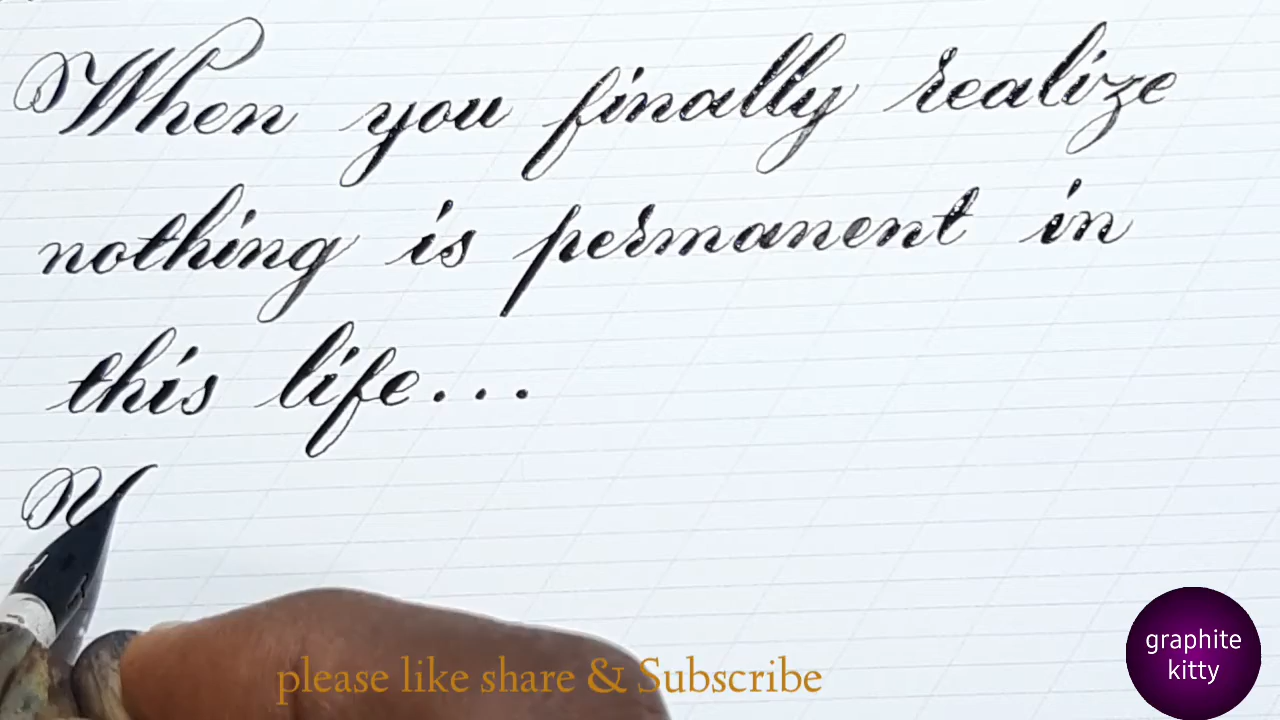 When you finally realize
nothing is permanent in
this life...
please like share & Subscribe
graphite
kitty